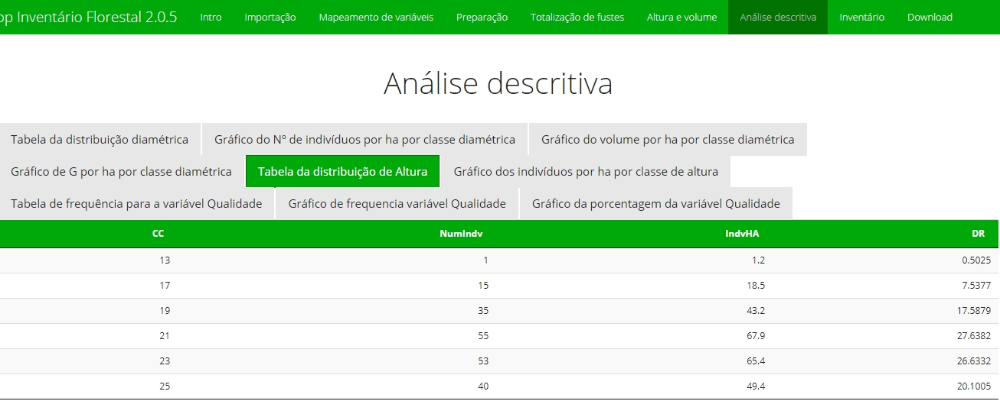 pp Inventário Florestal 2.0.5 Intro Importação Mapeamento de variáveis Preparação Totalização de fustes Altura e volume Análise descritiva Inventário Download
Análise descritiva
Tabela da distribuição diamétrica Gráfico do Nº de indivíduos por ha por classe diamétrica Gráfico do volume por ha por classe diamétrica
Gráfico de G por ha por classe diamétrica Tabela da distribuição de Altura Gráfico dos indivíduos por ha por classe de altura
Tabela de frequência para a variável Qualidade Gráfico de frequencia variável Qualidade Gráfico da porcentagem da variável Qualidade
CC NumIndv IndvHA DR
13 1 1.2 0.5025
17 15 18.5 7.5377
19 35 43.2 17.5879
21 55 67.9 27.6382
23 53 65.4 26.6332
25 40 49.4 20.1005